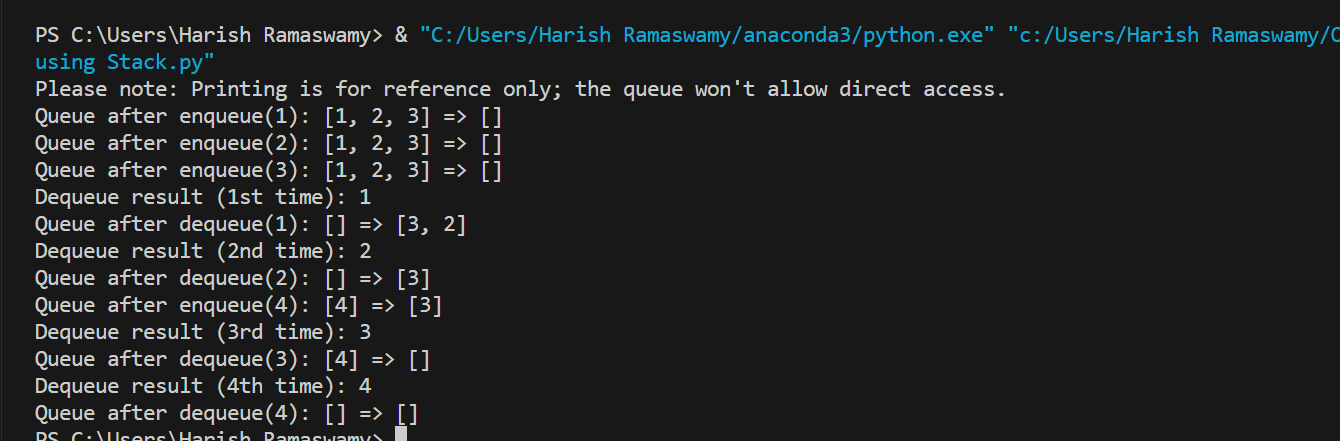 PS C:\Users\Harish Ramaswamy> & "C:/Users/Harish Ramaswamy/anaconda3/python.exe" "c:/Users/Harish Ramaswamy/
using Stack.py"
Please note: Printing is for reference only; the queue won't allow direct access.
Queue after enqueue(1): [1, 2, 3] => []
Queue after enqueue(2): [1, 2, 3] => []
Queue after enqueue(3): [1, 2, 3] => []
Dequeue result (1st time): 1
Queue after dequeue(1): [] => [3, 2]
Dequeue result (2nd time): 2
Queue after dequeue(2): [] => [3]
Queue after enqueue(4): [4] => [3]
Dequeue result (3rd time): 3
Queue after dequeue(3): [4] => []
Dequeue result (4th time): 4
Queue after dequeue(4): [] => []
PS C:\Users\Harish Ramaswamy>